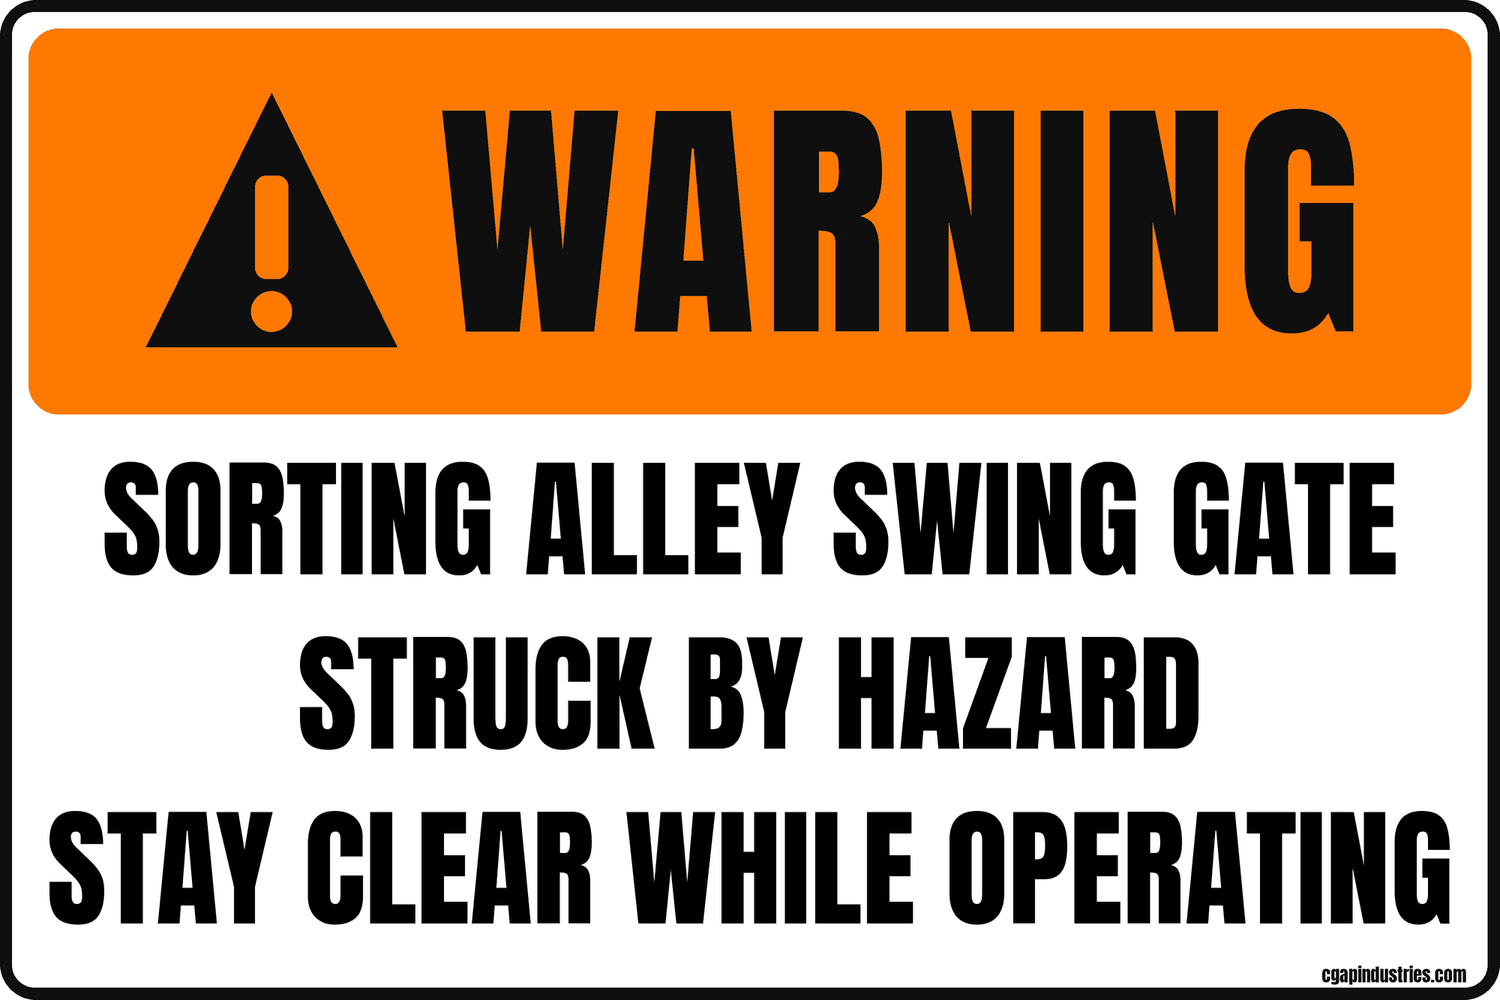 WARNING
SORTING ALLEY SWING GATE
STRUCK BY HAZARD
STAY CLEAR WHILE OPERATING
cgapindustries.com